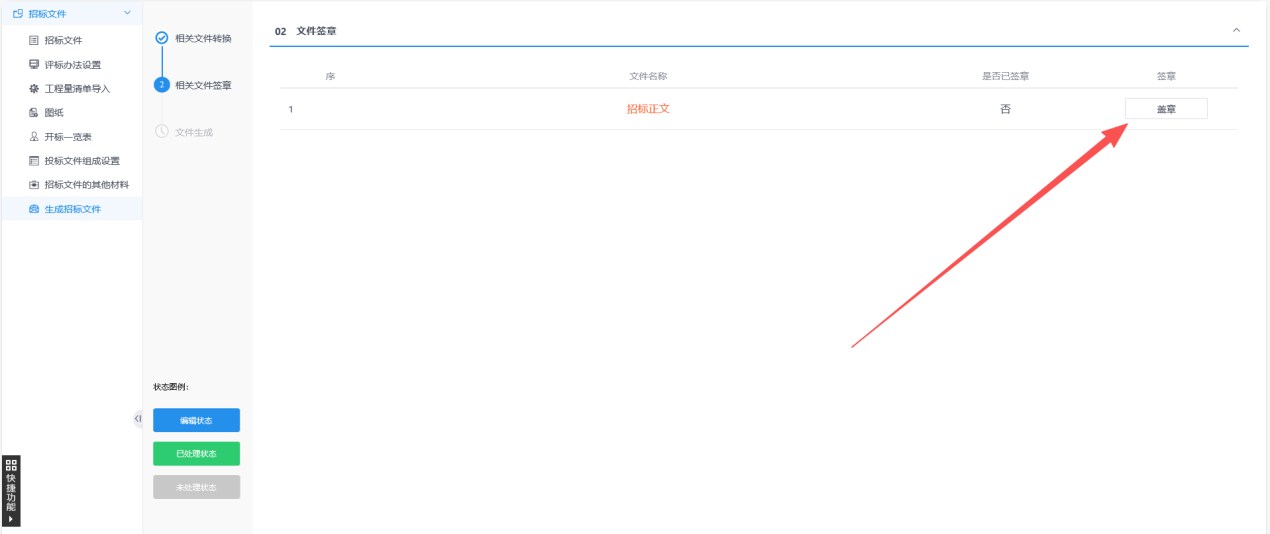 招标文件
招标文件
评标办法设置
工程量清单导入
图纸
开标一览表
投标文件组成设置
招标文件的其他材料
生成招标文件
快捷功能
相关文件转换
2 相关文件签章
文件生成
状态图例：
编辑状态
已处理状态
未处理状态
02 文件签章
序 文件名称 是否已签章 签章
1 招标正文 否 盖章